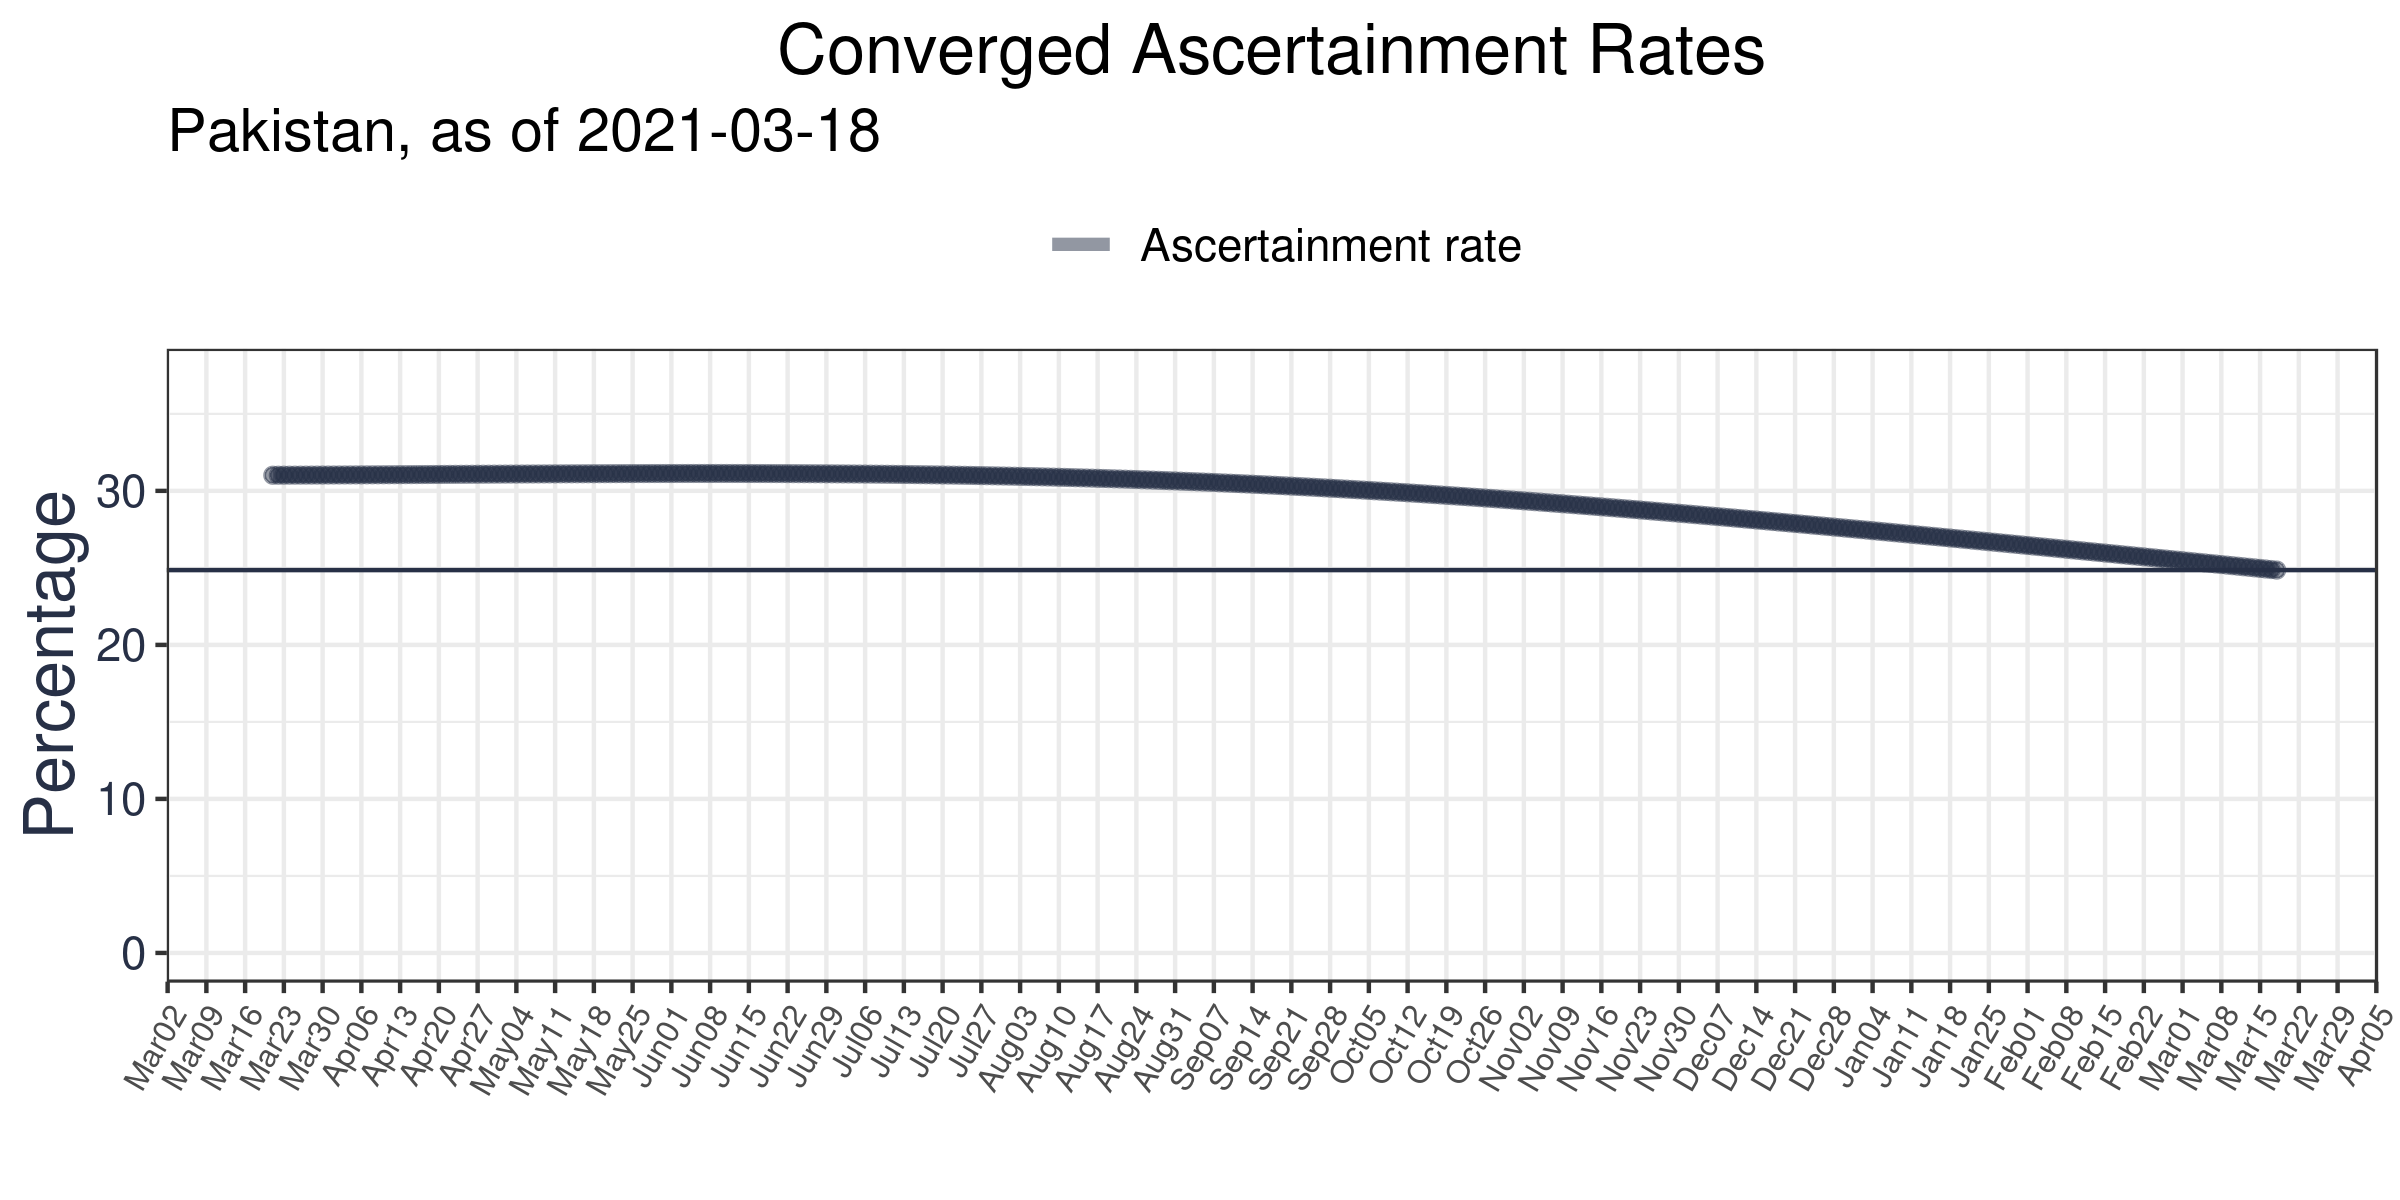 Converged Ascertainment Rates
Pakistan, as of 2021-03-18
Ascertainment rate
Percentage
30
20
10
0
Mar02 Mar09 Mar16 Mar23 Mar30 Apr06 Apr13 Apr20 Apr27 May04 May11 May18 May25 Jun01 Jun08 Jun15 Jun22 Jun29 Jul06 Jul13 Jul20 Jul27 Aug03 Aug10 Aug17 Aug24 Aug31 Sep07 Sep14 Sep21 Sep28 Oct05 Oct12 Oct19 Oct26 Nov02 Nov09 Nov16 Nov23 Nov30 Dec07 Dec14 Dec21 Dec28 Jan04 Jan11 Jan18 Jan25 Feb01 Feb08 Feb15 Feb22 Mar01 Mar08 Mar15 Mar22 Mar29 Apr05